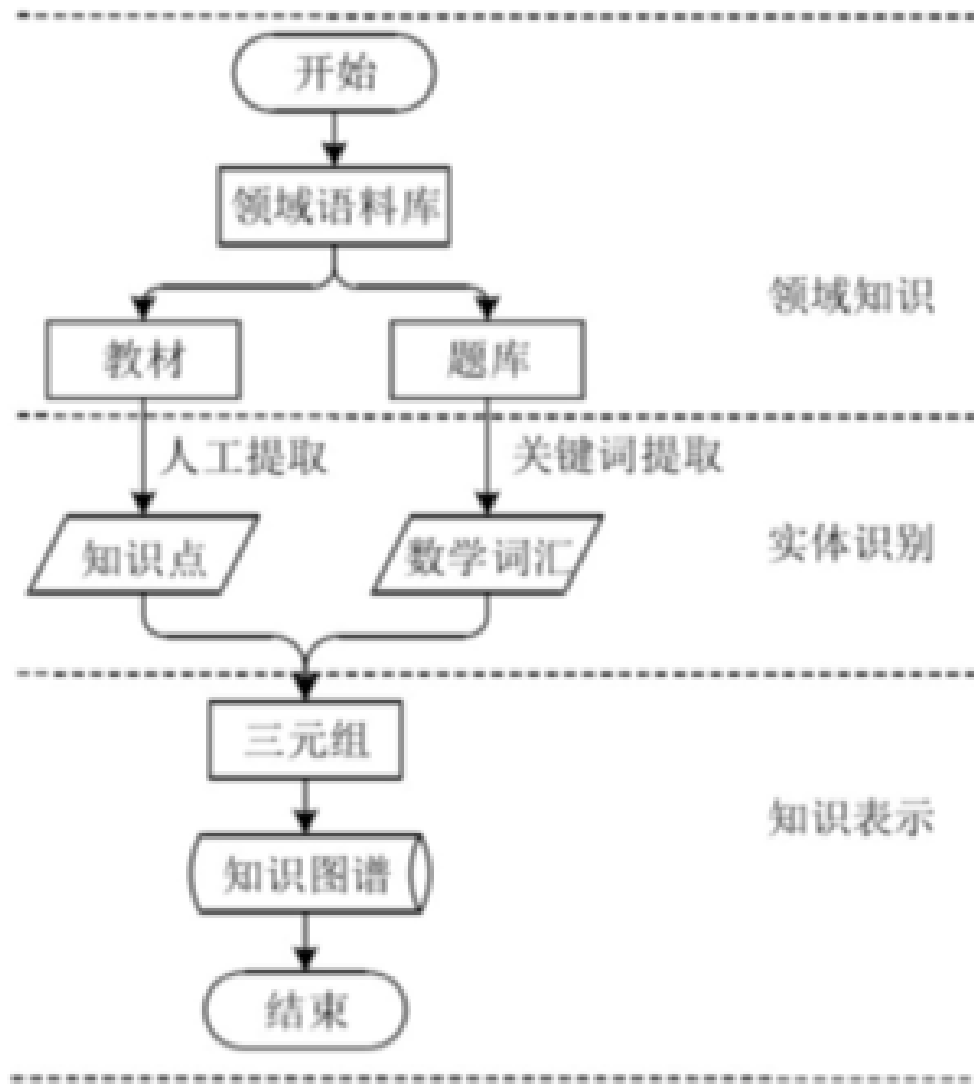 开始
领域语料库
领域知识
教材
题库
人工提取
关键词提取
知识点
数学词汇
实体识别
三元组
知识表示
知识图谱
结束